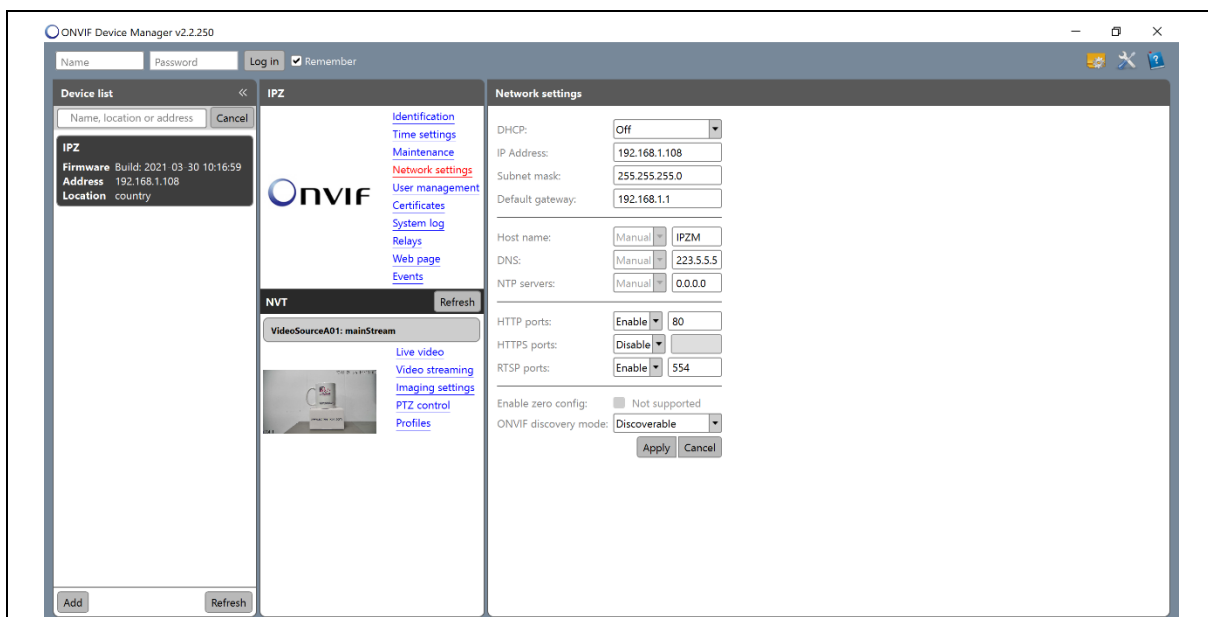 ONVIF Device Manager v2.2.250
Name Password Log in Remember
Device list
Name, location or address Cancel
IPZ
Firmware Build: 2021-03-30 10:16:59
Address 192.168.1.108
Location country
Add Refresh
IPZ
ONVIF
Identification
Time settings
Maintenance
Network settings
User management
Certificates
System log
Relays
Web page
Events
NVT Refresh
VideoSourceA01: mainStream
Live video
Video streaming
Imaging settings
PTZ control
Profiles
Network settings
DHCP: Off
IP Address: 192.168.1.108
Subnet mask: 255.255.255.0
Default gateway: 192.168.1.1
Host name: Manual IPZM
DNS: Manual 223.5.5.5
NTP servers: Manual 0.0.0.0
HTTP ports: Enable 80
HTTPS ports: Disable
RTSP ports: Enable 554
Enable zero config: Not supported
ONVIF discovery mode: Discoverable
Apply Cancel